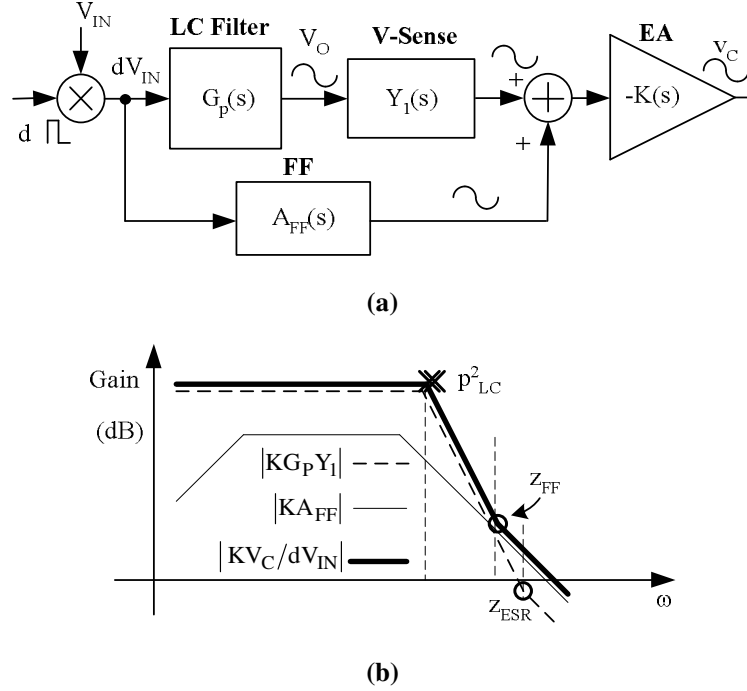 V_IN
LC Filter
V_O
V-Sense
EA
v_C
dV_IN
G_p(s)
Y_1(s)
+
+
-K(s)
d
FF
A_FF(s)
(a)
Gain
(dB)
p^2_LC
|KG_PY_1|
|KA_FF|
|KV_C/dV_IN|
z_FF
z_ESR
ω
(b)